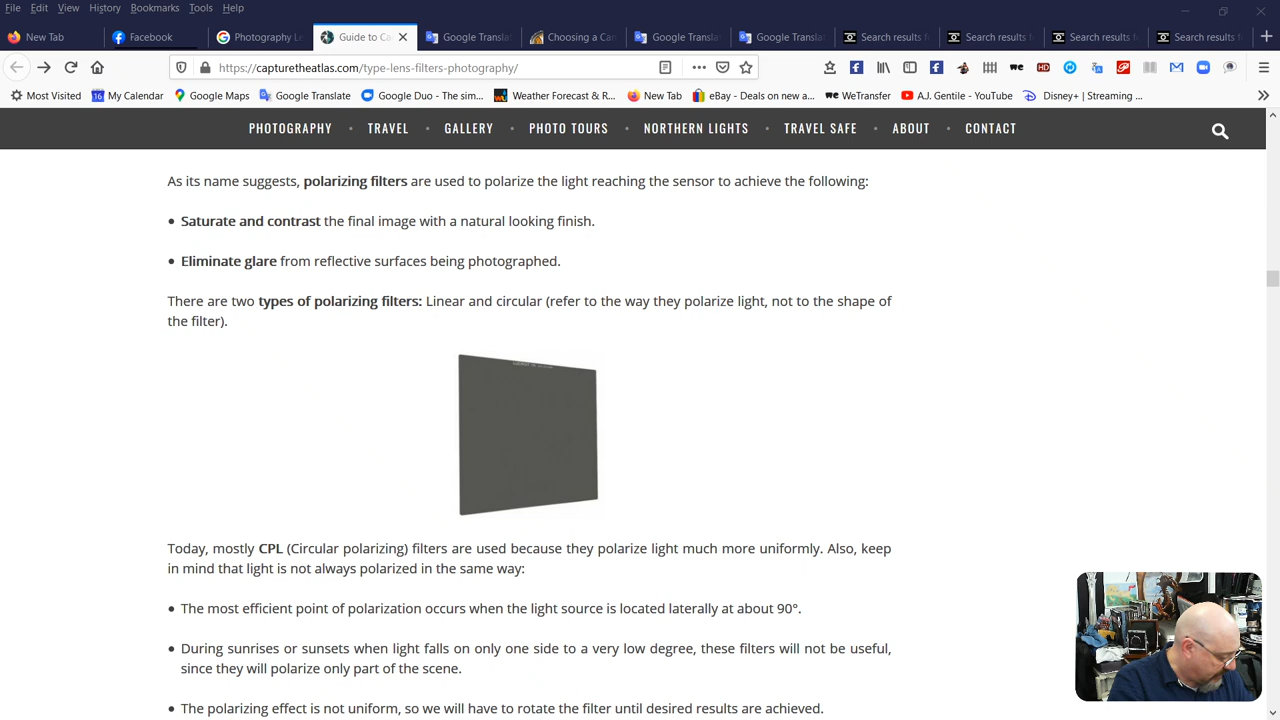 File Edit View History Bookmarks Tools Help
New Tab Facebook Photography Le Guide to Ca Google Transla Choosing a Can Google Transla Google Transla Search results f Search results f Search results f Search results f
https://capturetheatlas.com/type-lens-filters-photography/
Most Visited My Calendar Google Maps Google Translate Google Duo - The sim... Weather Forecast & R... New Tab eBay - Deals on new a... WeTransfer A.J. Gentile - YouTube Disney+ | Streaming ...
PHOTOGRAPHY • TRAVEL • GALLERY • PHOTO TOURS • NORTHERN LIGHTS • TRAVEL SAFE • ABOUT • CONTACT
As its name suggests, polarizing filters are used to polarize the light reaching the sensor to achieve the following:
• Saturate and contrast the final image with a natural looking finish.
• Eliminate glare from reflective surfaces being photographed.
There are two types of polarizing filters: Linear and circular (refer to the way they polarize light, not to the shape of
the filter).
Today, mostly CPL (Circular polarizing) filters are used because they polarize light much more uniformly. Also, keep
in mind that light is not always polarized in the same way:
• The most efficient point of polarization occurs when the light source is located laterally at about 90°.
• During sunrises or sunsets when light falls on only one side to a very low degree, these filters will not be useful,
since they will polarize only part of the scene.
• The polarizing effect is not uniform, so we will have to rotate the filter until desired results are achieved.